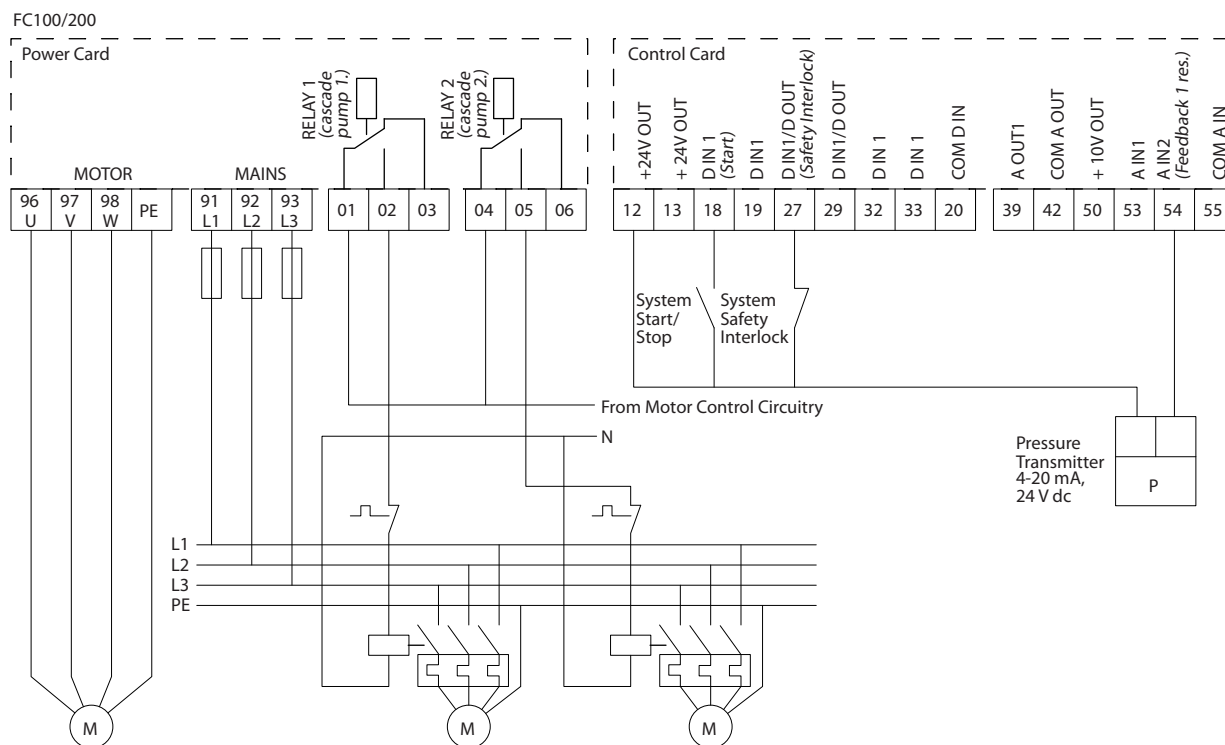 FC100/200
Power Card
Control Card
RELAY 1
(cascade
pump 1.)
RELAY 2
(cascade
pump 2.)
+24V OUT
+ 24V OUT
D IN 1
(Start)
D IN1
D IN1/D OUT
(Safety Interlock)
D IN1/D OUT
D IN 1
D IN 1
COM D IN
A OUT1
COM A OUT
+ 10V OUT
A IN1
A IN2
(Feedback 1 res.)
COM A IN
MOTOR
MAINS
96 97 98 PE
U V W
91 92 93
L1 L2 L3
01 02 03
04 05 06
12 13 18 19 27 29 32 33 20
39 42 50 53 54 55
System
Start/
Stop
System
Safety
Interlock
From Motor Control Circuitry
N
Pressure
Transmitter
4-20 mA,
24 V dc
P
L1
L2
L3
PE
M
M
M